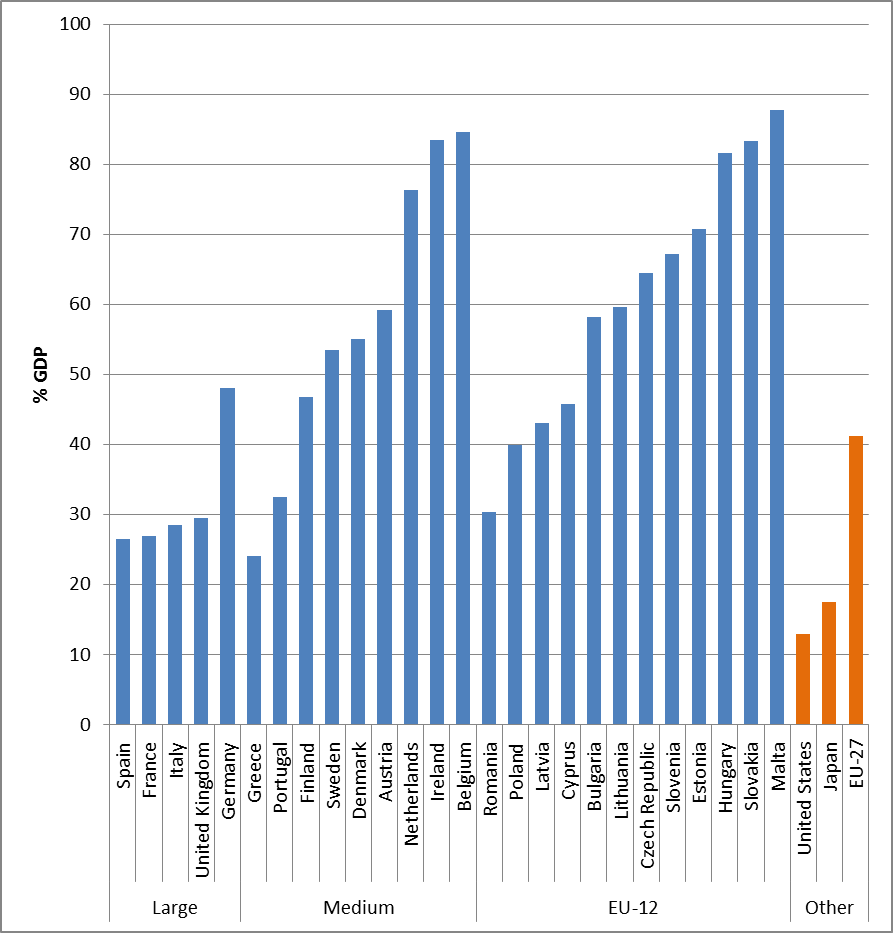 100
90
80
70
60
50
40
30
20
10
0
% GDP
Spain
France
Italy
United Kingdom
Germany
Greece
Portugal
Finland
Sweden
Denmark
Austria
Netherlands
Ireland
Belgium
Romania
Poland
Latvia
Cyprus
Bulgaria
Lithuania
Czech Republic
Slovenia
Estonia
Hungary
Slovakia
Malta
United States
Japan
EU-27
Large
Medium
EU-12
Other